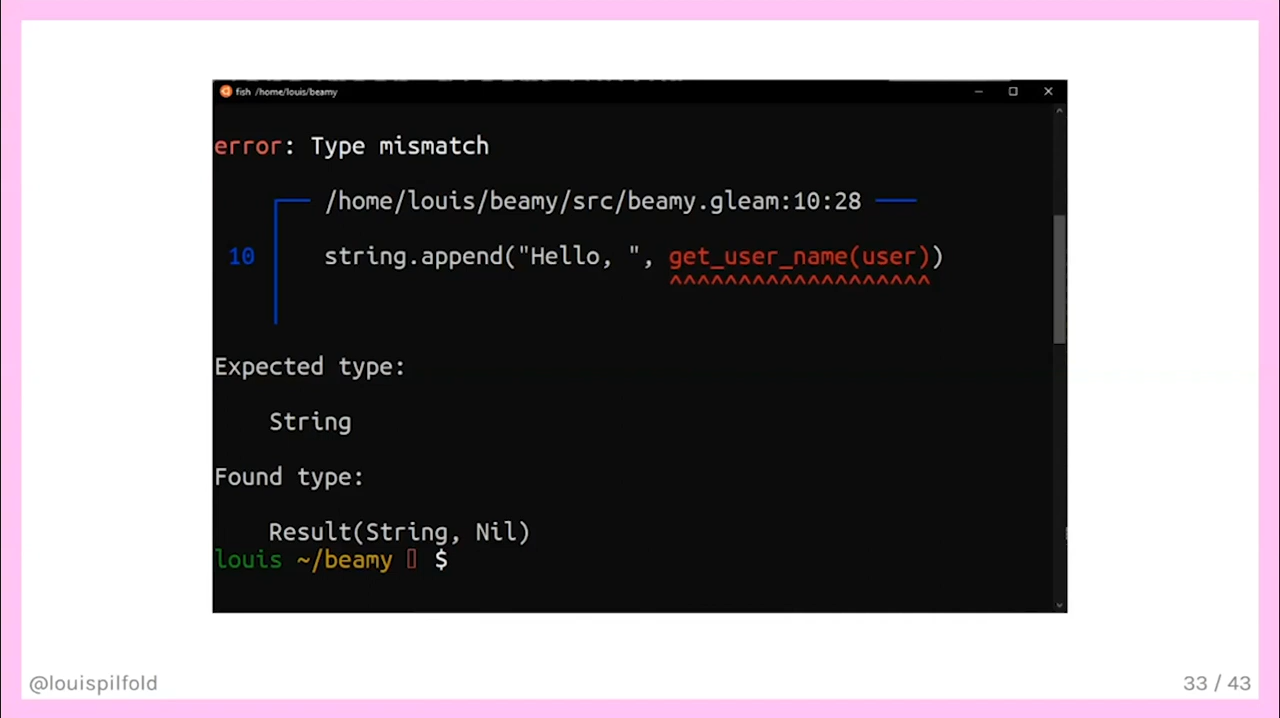 fish /home/louis/beamy
error: Type mismatch
/home/louis/beamy/src/beamy.gleam:10:28
10 string.append("Hello, ", get_user_name(user))
^^^^^^^^^^^^^^^^^^^
Expected type:
String
Found type:
Result(String, Nil)
louis ~/beamy ▯ $
@louispilfold
33 / 43